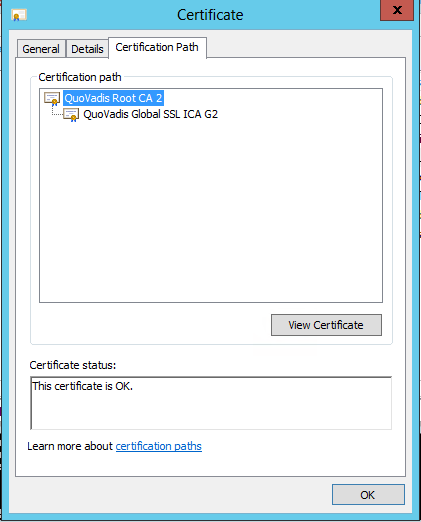 Certificate
x
General
Details
Certification Path
Certification path
QuoVadis Root CA 2
QuoVadis Global SSL ICA G2
View Certificate
Certificate status:
This certificate is OK.
Learn more about certification paths
OK